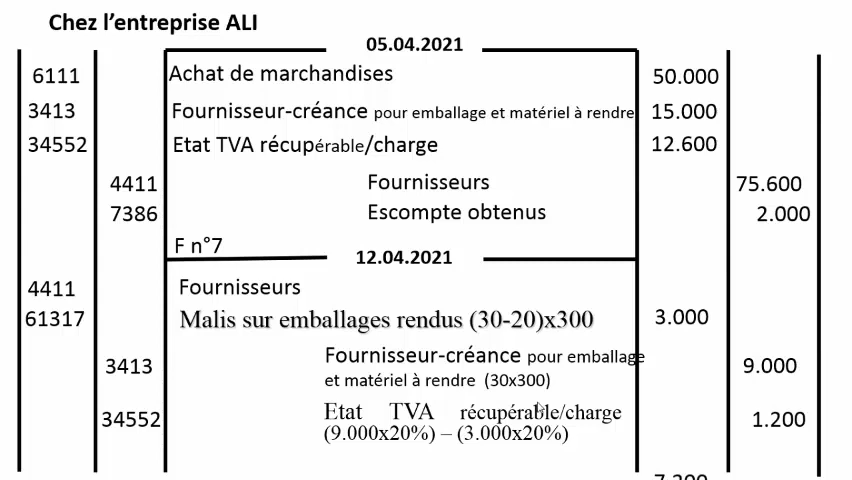 Chez l'entreprise ALI
05.04.2021
6111 Achat de marchandises 50.000
3413 Fournisseur-créance pour emballage et matériel à rendre 15.000
34552 Etat TVA récupérable/charge 12.600
4411 Fournisseurs 75.600
7386 Escompte obtenus 2.000
F n°7
12.04.2021
4411 Fournisseurs
61317 Malis sur emballages rendus (30-20)x300 3.000
3413 Fournisseur-créance pour emballage 9.000
et matériel à rendre (30x300)
34552 Etat TVA récupérable/charge 1.200
(9.000x20%) – (3.000x20%)